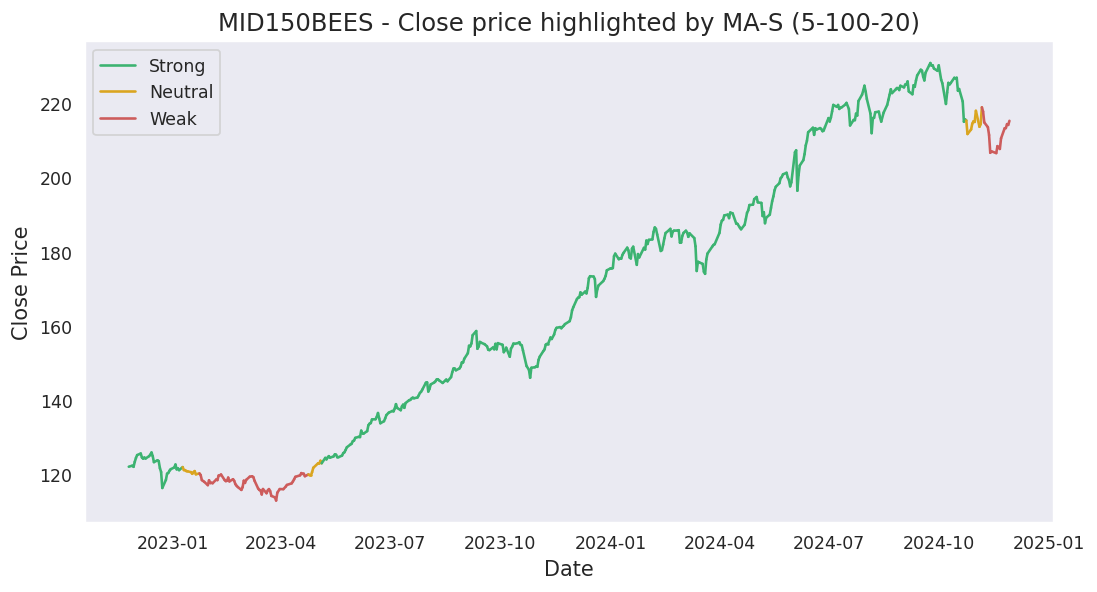 MID150BEES - Close price highlighted by MA-S (5-100-20)
Strong
Neutral
Weak
Close Price
220
200
180
160
140
120
2023-01 2023-04 2023-07 2023-10 2024-01 2024-04 2024-07 2024-10 2025-01
Date